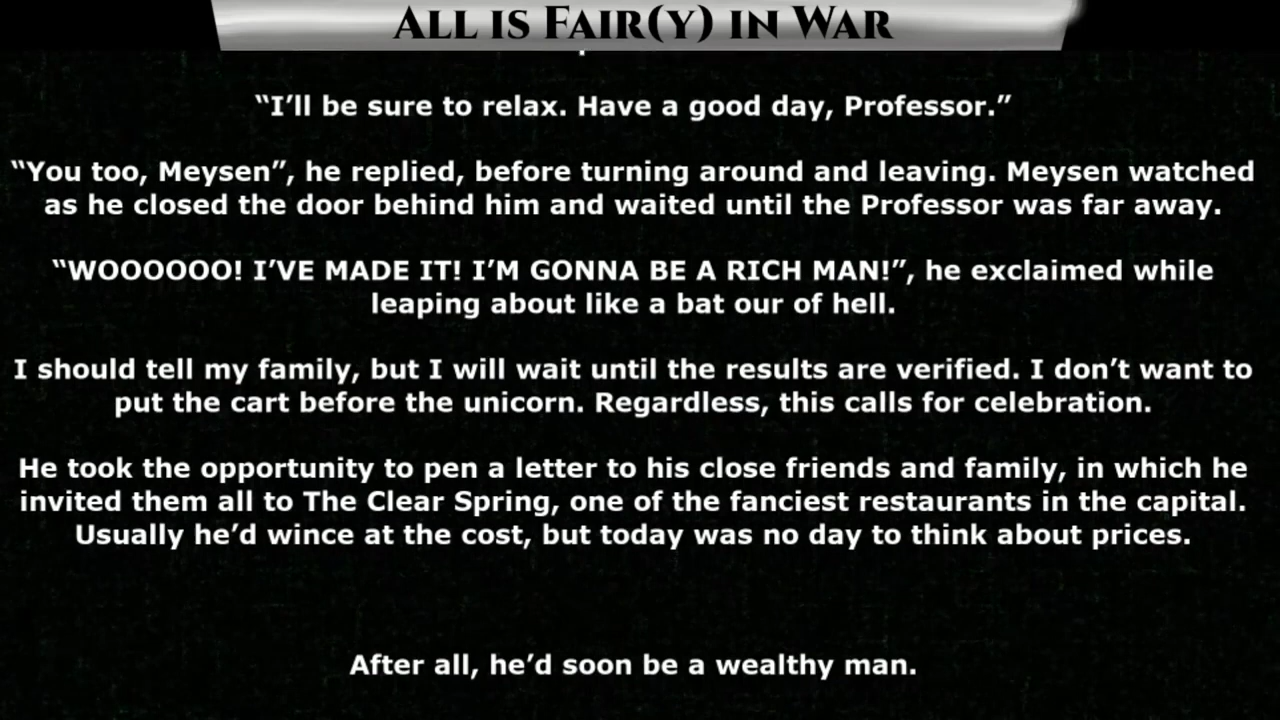 ALL IS FAIR(Y) IN WAR
“I’ll be sure to relax. Have a good day, Professor.”
“You too, Meysen”, he replied, before turning around and leaving. Meysen watched
as he closed the door behind him and waited until the Professor was far away.
“WOOOOOO! I’VE MADE IT! I’M GONNA BE A RICH MAN!”, he exclaimed while
leaping about like a bat our of hell.
I should tell my family, but I will wait until the results are verified. I don’t want to
put the cart before the unicorn. Regardless, this calls for celebration.
He took the opportunity to pen a letter to his close friends and family, in which he
invited them all to The Clear Spring, one of the fanciest restaurants in the capital.
Usually he’d wince at the cost, but today was no day to think about prices.
After all, he’d soon be a wealthy man.